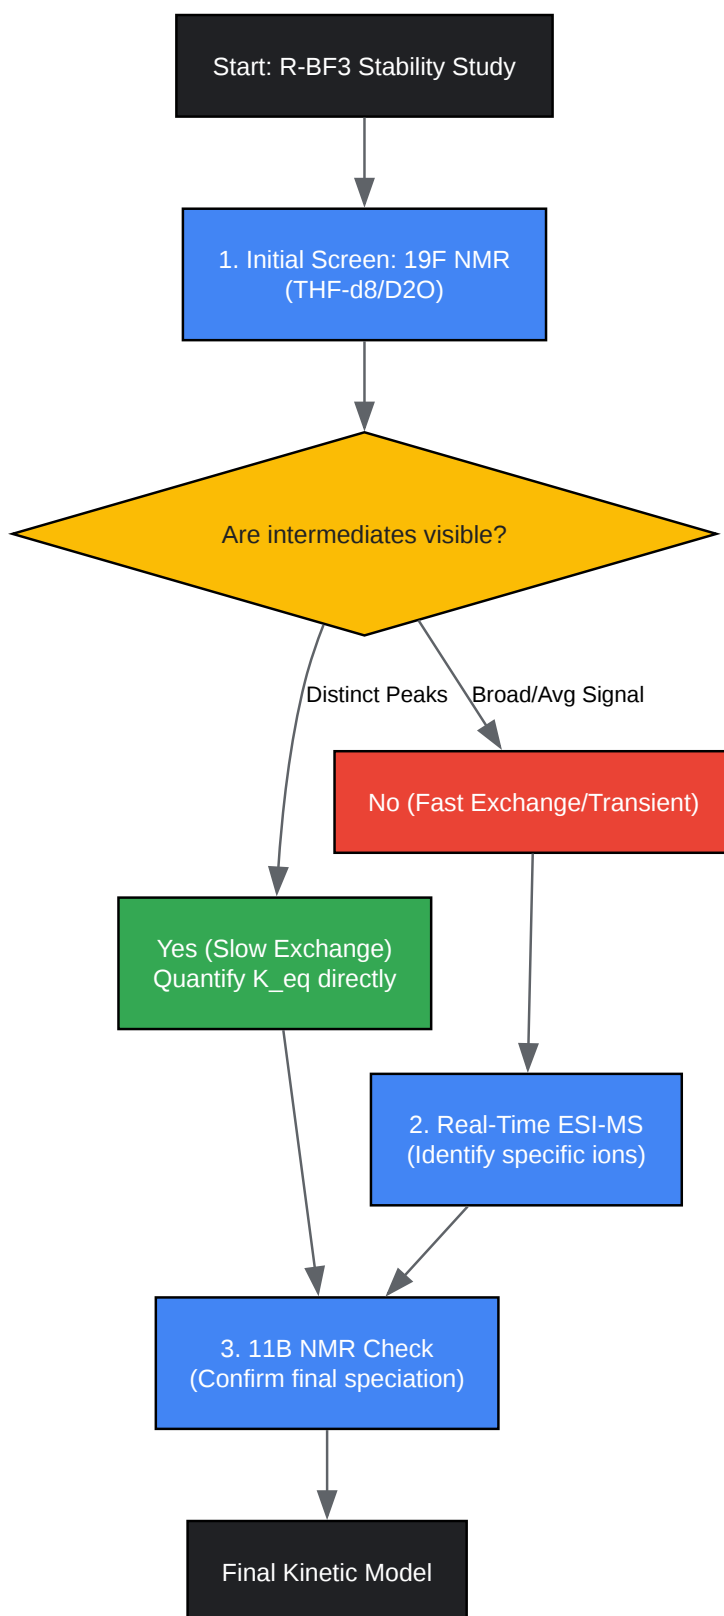 Start: R-BF3 Stability Study
1. Initial Screen: 19F NMR
(THF-d8/D2O)
Are intermediates visible?
Distinct Peaks
Broad/Avg Signal
No (Fast Exchange/Transient)
Yes (Slow Exchange)
Quantify K_eq directly
2. Real-Time ESI-MS
(Identify specific ions)
3. 11B NMR Check
(Confirm final speciation)
Final Kinetic Model